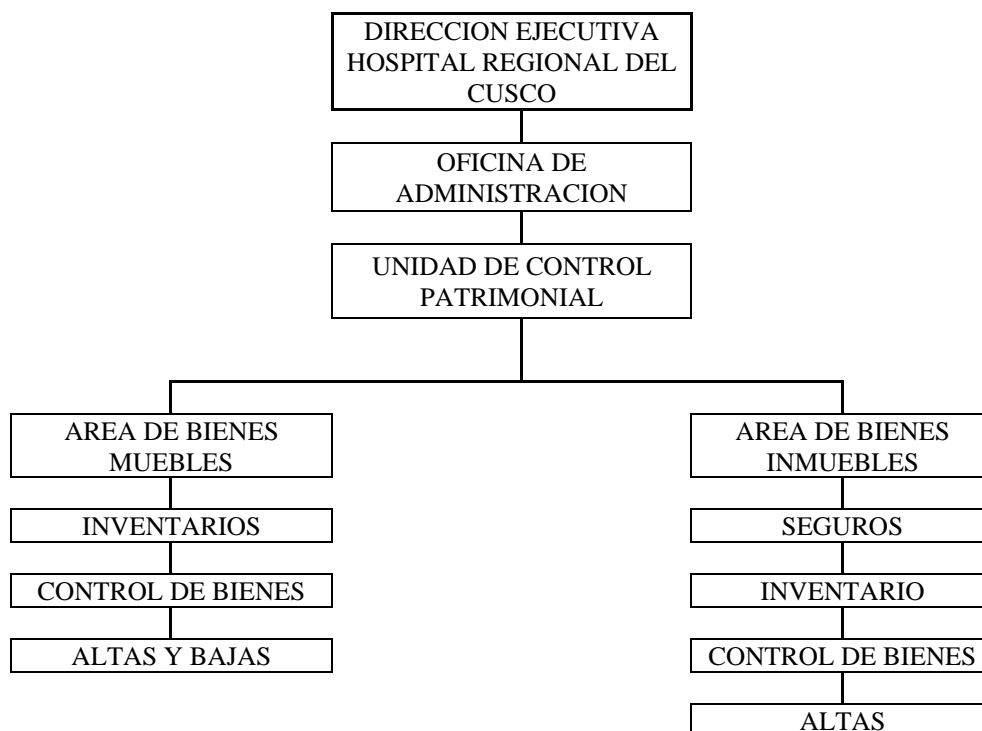 DIRECCION EJECUTIVA
HOSPITAL REGIONAL DEL
CUSCO
OFICINA DE
ADMINISTRACION
UNIDAD DE CONTROL
PATRIMONIAL
AREA DE BIENES
MUEBLES
INVENTARIOS
CONTROL DE BIENES
ALTAS Y BAJAS
AREA DE BIENES
INMUEBLES
SEGUROS
INVENTARIO
CONTROL DE BIENES
ALTAS